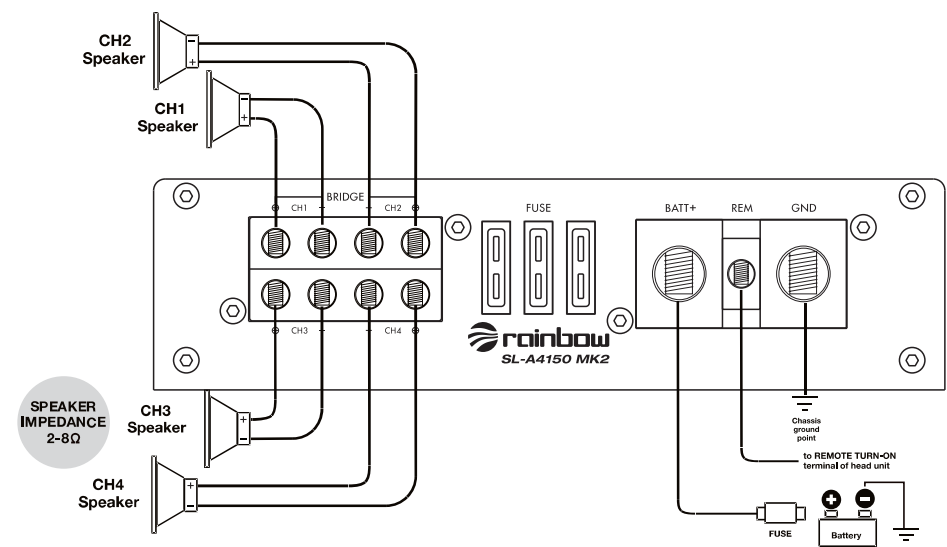 CH2
Speaker
−
+
CH1
Speaker
−
+
BRIDGE
⊕ CH1 − − CH2 ⊕
FUSE
BATT+ REM GND
⊕ CH3 − − CH4 ⊕
rainbow
SL-A4150 MK2
SPEAKER
IMPEDANCE
2-8Ω
CH3
Speaker
+
−
CH4
Speaker
+
−
Chassis
ground
point
to REMOTE TURN-ON
terminal of head unit
FUSE
+ −
Battery